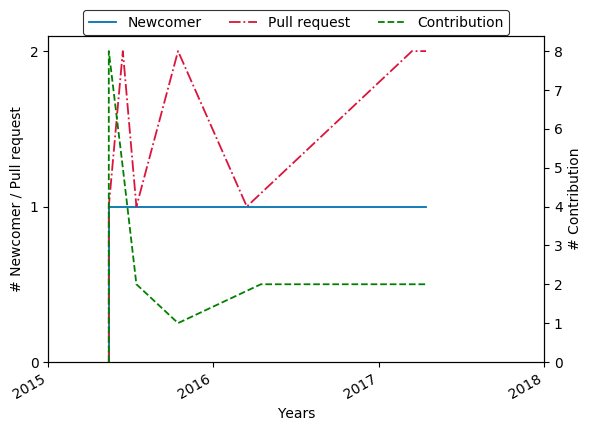 Newcomer Pull request Contribution
2 8
7
6
5
1 4
3
2
1
0 0
# Newcomer / Pull request
# Contribution
2015 2016 2017 2018
Years